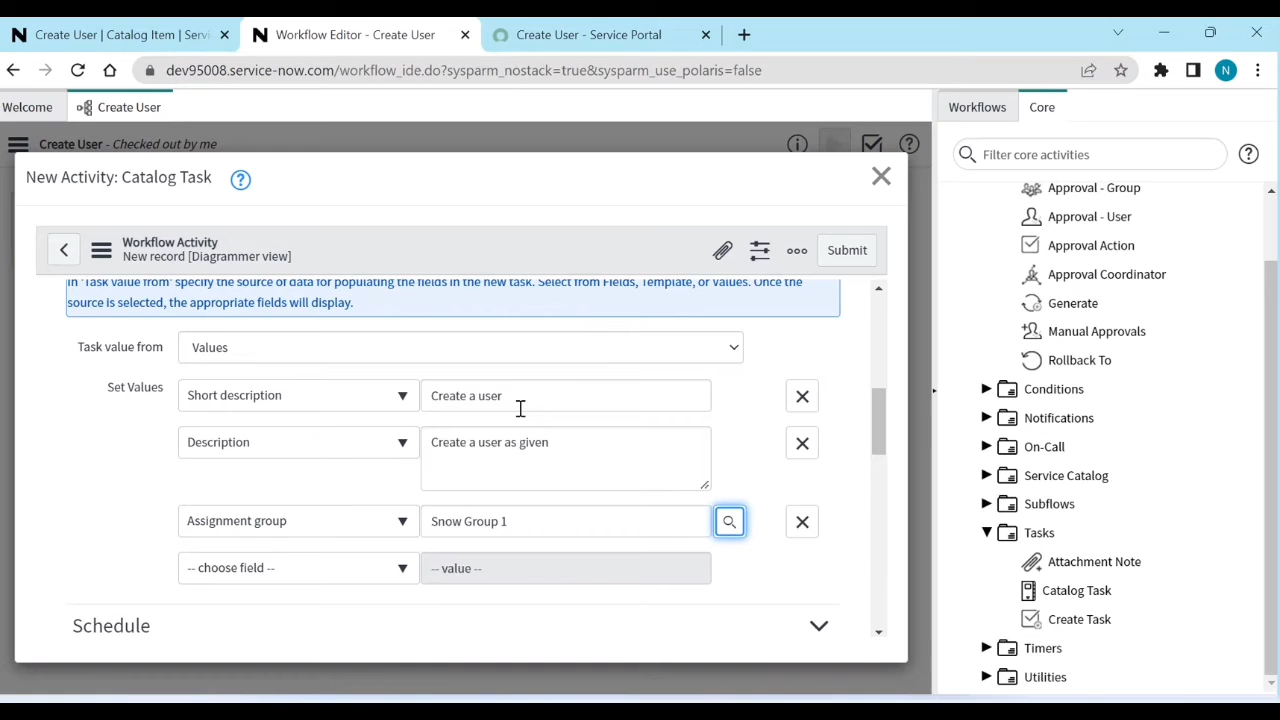 Create User | Catalog Item | Servi
Workflow Editor - Create User
Create User - Service Portal
dev95008.service-now.com/workflow_ide.do?sysparm_nostack=true&sysparm_use_polaris=false
N
Welcome
Create User
Workflows
Core
Create User - Checked out by me
Filter core activities
New Activity: Catalog Task
Workflow Activity
New record [Diagrammer view]
Submit
In 'Task value from' specify the source of data for populating the fields in the new task. Select from Fields, Template, or Values. Once the
source is selected, the appropriate fields will display.
Task value from
Values
Set Values
Short description
Create a user
Description
Create a user as given
Assignment group
Snow Group 1
-- choose field --
-- value --
Schedule
Approval - Group
Approval - User
Approval Action
Approval Coordinator
Generate
Manual Approvals
Rollback To
Conditions
Notifications
On-Call
Service Catalog
Subflows
Tasks
Attachment Note
Catalog Task
Create Task
Timers
Utilities